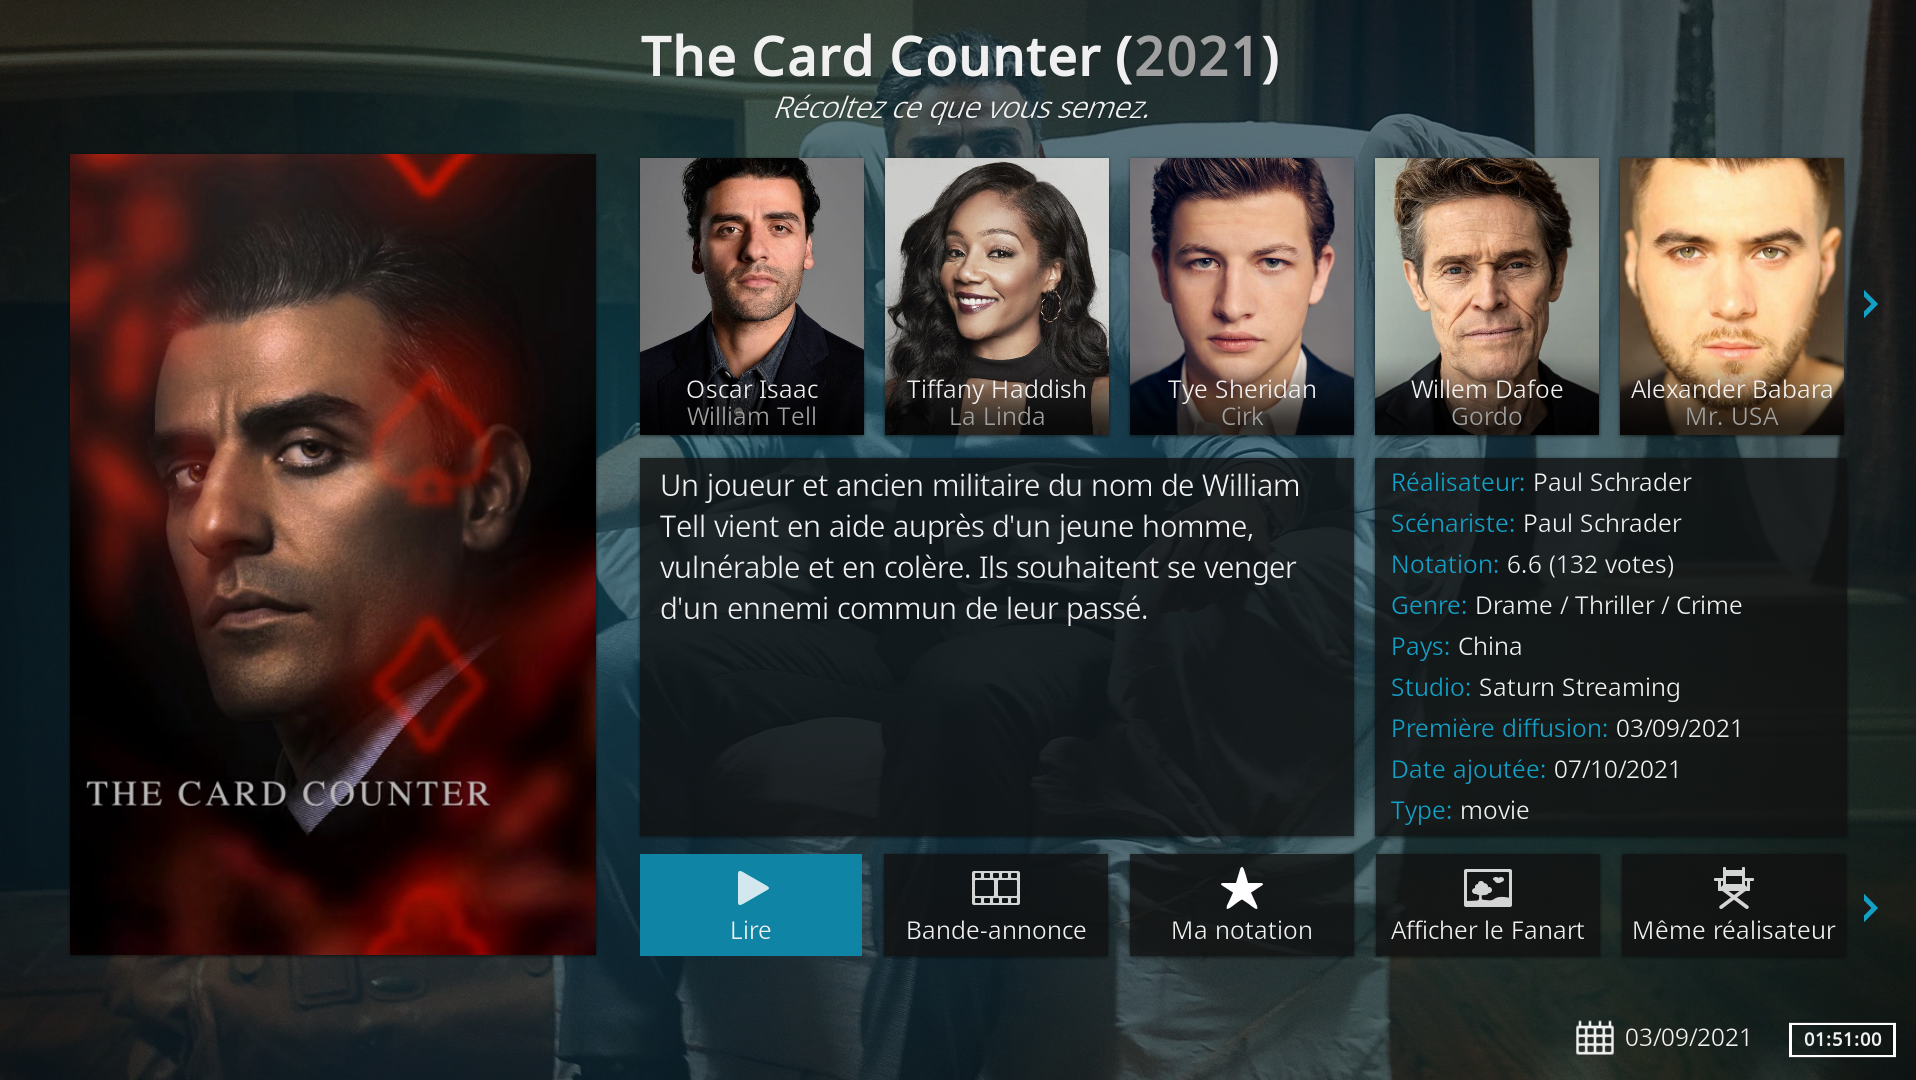 The Card Counter (2021)
Récoltez ce que vous semez.
THE CARD COUNTER
Oscar Isaac
William Tell
Tiffany Haddish
La Linda
Tye Sheridan
Cirk
Willem Dafoe
Gordo
Alexander Babara
Mr. USA
Un joueur et ancien militaire du nom de William
Tell vient en aide auprès d'un jeune homme,
vulnérable et en colère. Ils souhaitent se venger
d'un ennemi commun de leur passé.
Réalisateur: Paul Schrader
Scénariste: Paul Schrader
Notation: 6.6 (132 votes)
Genre: Drame / Thriller / Crime
Pays: China
Studio: Saturn Streaming
Première diffusion: 03/09/2021
Date ajoutée: 07/10/2021
Type: movie
Lire
Bande-annonce
Ma notation
Afficher le Fanart
Même réalisateur
03/09/2021
01:51:00